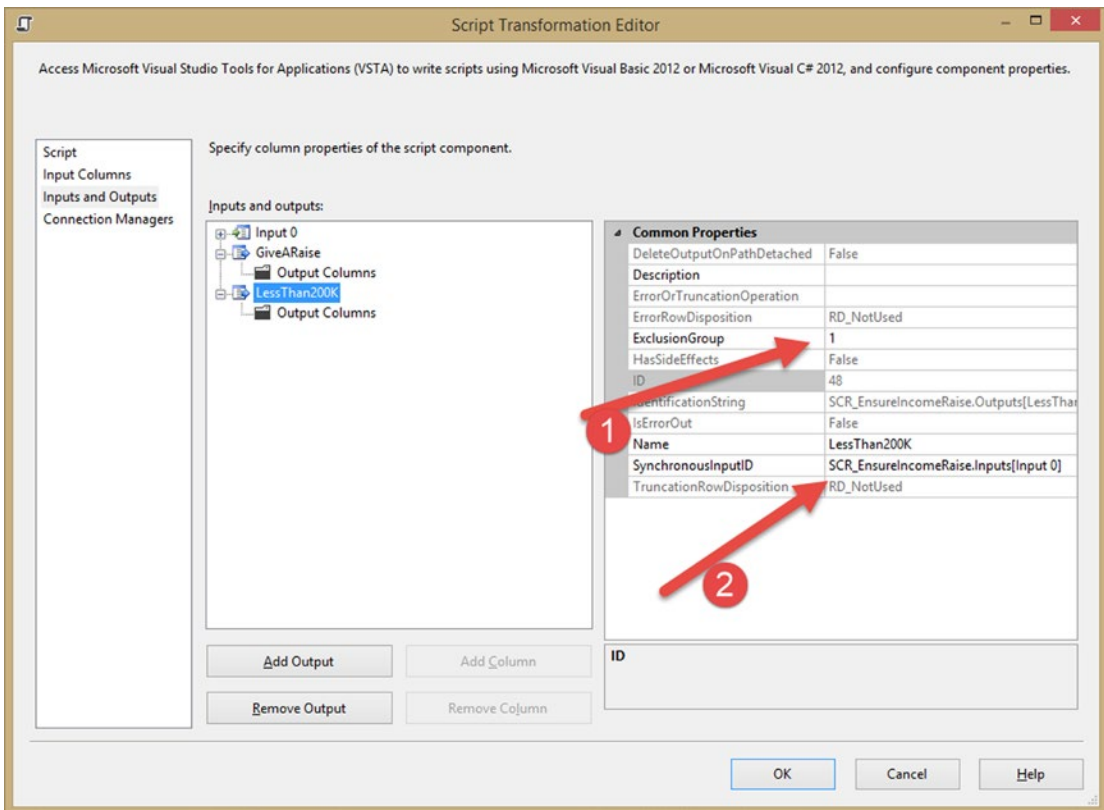 Script Transformation Editor
Access Microsoft Visual Studio Tools for Applications (VSTA) to write scripts using Microsoft Visual Basic 2012 or Microsoft Visual C# 2012, and configure component properties.
Script
Input Columns
Inputs and Outputs
Connection Managers
Specify column properties of the script component.
Inputs and outputs:
Input 0
GiveARaise
Output Columns
LessThan200K
Output Columns
Common Properties
DeleteOutputOnPathDetached False
Description
ErrorOrTruncationOperation
ErrorRowDisposition RD_NotUsed
ExclusionGroup 1
HasSideEffects False
ID 48
IdentificationString SCR_EnsureIncomeRaise.Outputs[LessThan
IsErrorOut False
Name LessThan200K
SynchronousInputID SCR_EnsureIncomeRaise.Inputs[Input 0]
TruncationRowDisposition RD_NotUsed
1
2
Add Output
Add Column
Remove Output
Remove Column
ID
OK
Cancel
Help